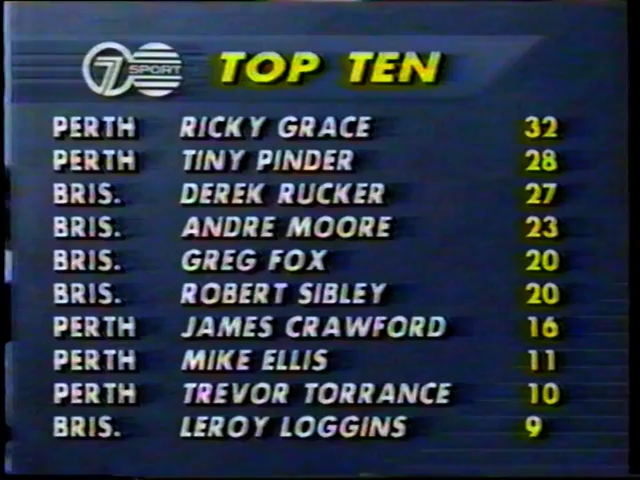 7 SPORT TOP TEN
PERTH RICKY GRACE 32
PERTH TINY PINDER 28
BRIS. DEREK RUCKER 27
BRIS. ANDRE MOORE 23
BRIS. GREG FOX 20
BRIS. ROBERT SIBLEY 20
PERTH JAMES CRAWFORD 16
PERTH MIKE ELLIS 11
PERTH TREVOR TORRANCE 10
BRIS. LEROY LOGGINS 9